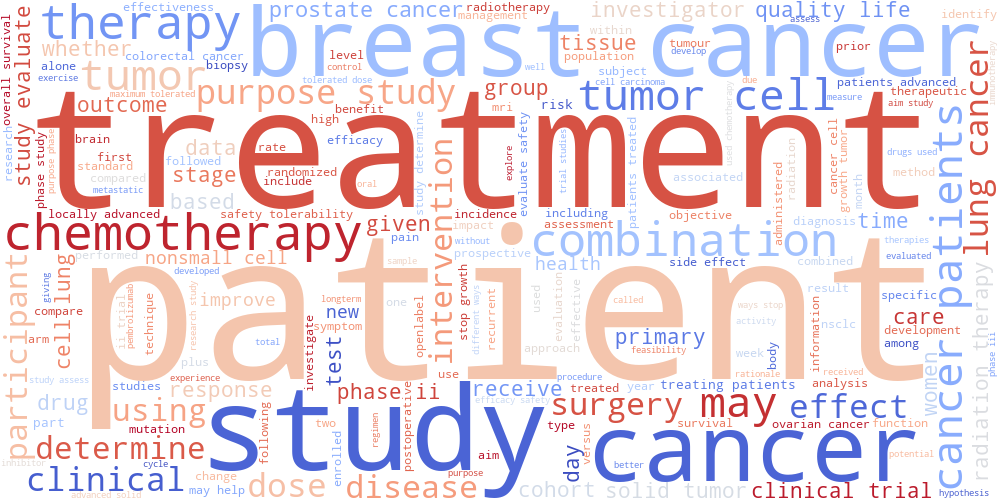 effectiveness
prostate cancer
radiotherapy
management
investigator
quality life
identify
therapy
breast cancer
within
tumour
assess
develop
whether
colorectal cancer
tissue
population
prior
overall survival
study evaluate
alone
exercise
biopsy
level
control
tolerated dose
well
subject
cell carcinoma
used chemotherapy
due
immunotherapy
tumor
maximum tolerated
purpose study
group
mri
risk
tumor cell
patients advanced
measure
therapeutic
aim study
outcome
benefit
high
treatment
research
phase study
purpose phase
brain
data
efficacy
rate
explore
evaluate safety
trial studies
patients treated
cancer cell
growth tumor
drugs used
first
standard
followed
compared
metastatic
stage
randomized
include
study determine
associated
radiation
method
month
lung cancer
based
locally advanced
safety tolerability
given
incidence
including
objective
administered
diagnosis
time
chemotherapy
pain
impact
assessment
combination
therapies
performed
nonsmall cell
without
prospective
side effect
combined
evaluated
developed
sample
intervention
health
result
specific
participant
cell lung
giving
compare
ii trial
pembrolizumab
technique
research study
improve
longterm
one
new
symptom
openlabel
stop growth
recurrent
different ways
used
evaluation
effective
called
ways stop
primary
activity
feasibility
information
nsclc
care
development
among
cancer patients
radiation therapy
phase iii
patient
arm
plus
investigate
total
test
approach
week
body
study assess
experience
studies
response
use
phase ii
procedure
receive
treated
year
treating patients
rationale
received
analysis
women
drug
using
efficacy safety
surgery
may
effect
part
mutation
following
two
regimen
postoperative
type
survival
ovarian cancer
function
determine
study
cancer
versus
day
inhibitor
cycle
change
enrolled
aim
better
potential
clinical
may help
dose
disease
purpose
cohort
solid tumor
clinical trial
advanced solid
hypothesis